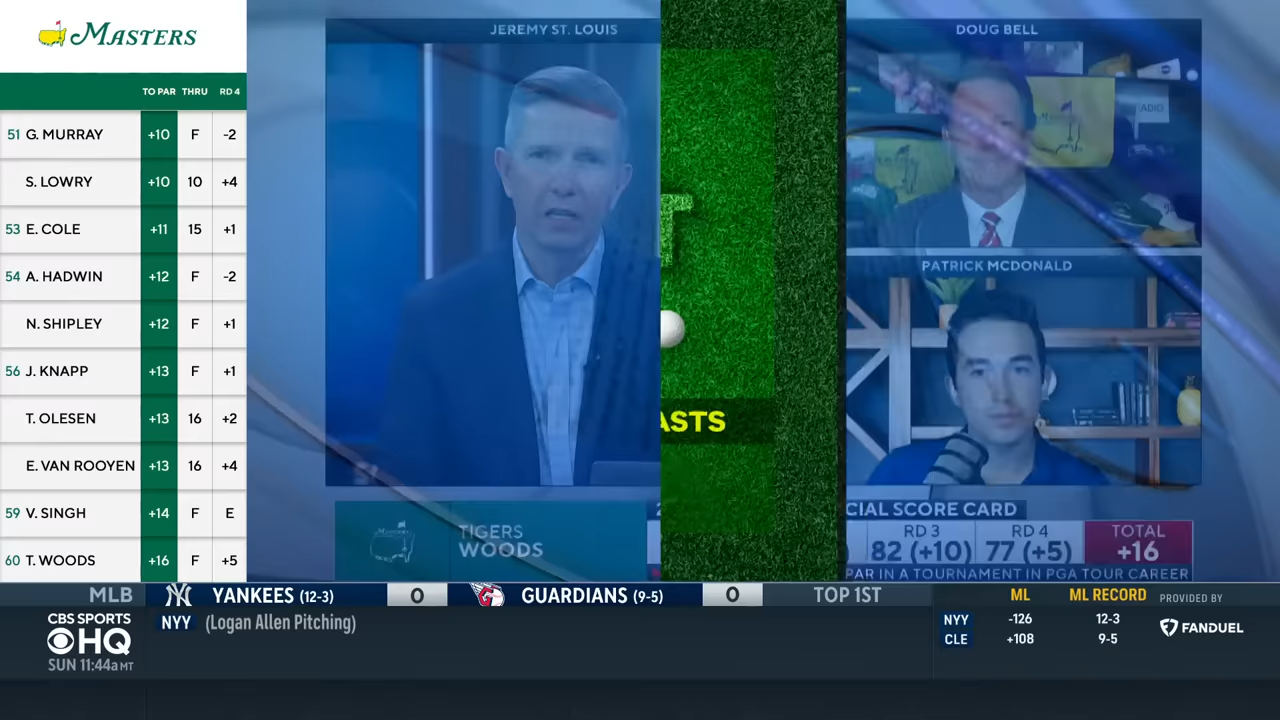 MASTERS
TO PAR THRU RD 4
51 G. MURRAY +10 F -2
S. LOWRY +10 10 +4
53 E. COLE +11 15 +1
54 A. HADWIN +12 F -2
N. SHIPLEY +12 F +1
56 J. KNAPP +13 F +1
T. OLESEN +13 16 +2
E. VAN ROOYEN +13 16 +4
59 V. SINGH +14 F E
60 T. WOODS +16 F +5
JEREMY ST. LOUIS
DOUG BELL
ADIO
PATRICK MCDONALD
T
ASTS
TIGERS
WOODS
CIAL SCORE CARD
RD 3 RD 4 TOTAL
82 (+10) 77 (+5) +16
PAR IN A TOURNAMENT IN PGA TOUR CAREER
MLB YANKEES (12-3) 0 GUARDIANS (9-5) 0 TOP 1ST
NYY (Logan Allen Pitching)
ML ML RECORD PROVIDED BY
NYY -126 12-3
CLE +108 9-5
FANDUEL
CBS SPORTS
HQ
SUN 11:44a MT